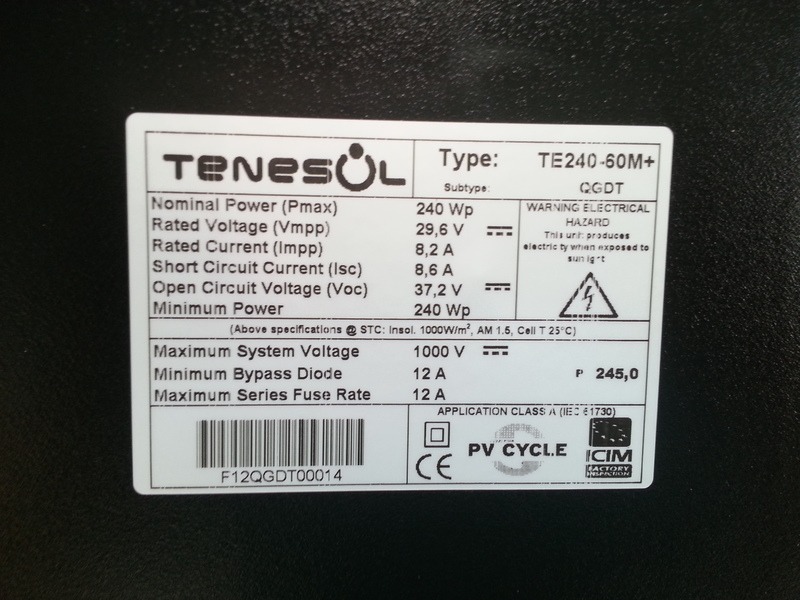 TENESOL
Type: TE240-60M+
Subtype: QGDT
Nominal Power (Pmax) 240 Wp
Rated Voltage (Vmpp) 29,6 V
Rated Current (Impp) 8,2 A
Short Circuit Current (Isc) 8,6 A
Open Circuit Voltage (Voc) 37,2 V
Minimum Power 240 Wp
WARNING ELECTRICAL
HAZARD
This unit produces
electricity when exposed to
sunlight
(Above specifications @ STC: Insol. 1000W/m², AM 1.5, Cell T 25°C)
Maximum System Voltage 1000 V
Minimum Bypass Diode 12 A P 245,0
Maximum Series Fuse Rate 12 A
F12QGDT00014
APPLICATION CLASS A (IEC 61730)
CE
PV CYCLE
ICIM
FACTORY
INSPECTION